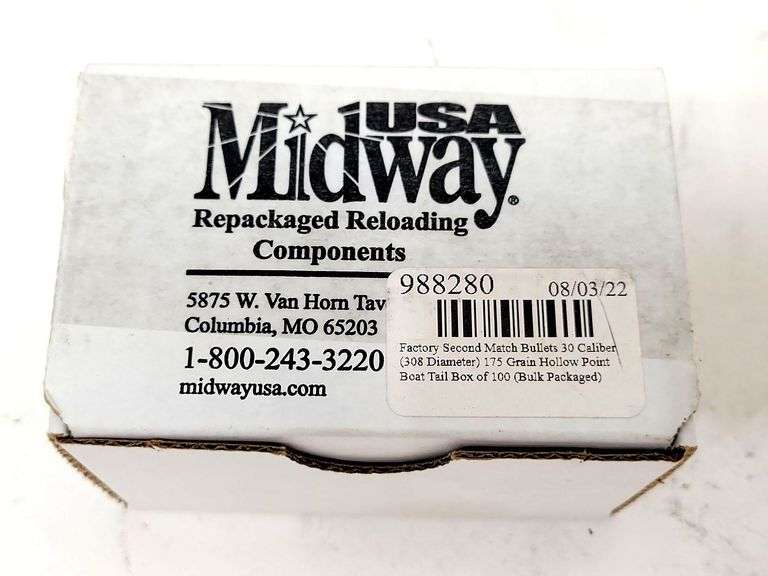 MidwayUSA®
Repackaged Reloading
Components
5875 W. Van Horn Tav
Columbia, MO 65203
1-800-243-3220
midwayusa.com
988280 08/03/22
Factory Second Match Bullets 30 Caliber
(308 Diameter) 175 Grain Hollow Point
Boat Tail Box of 100 (Bulk Packaged)